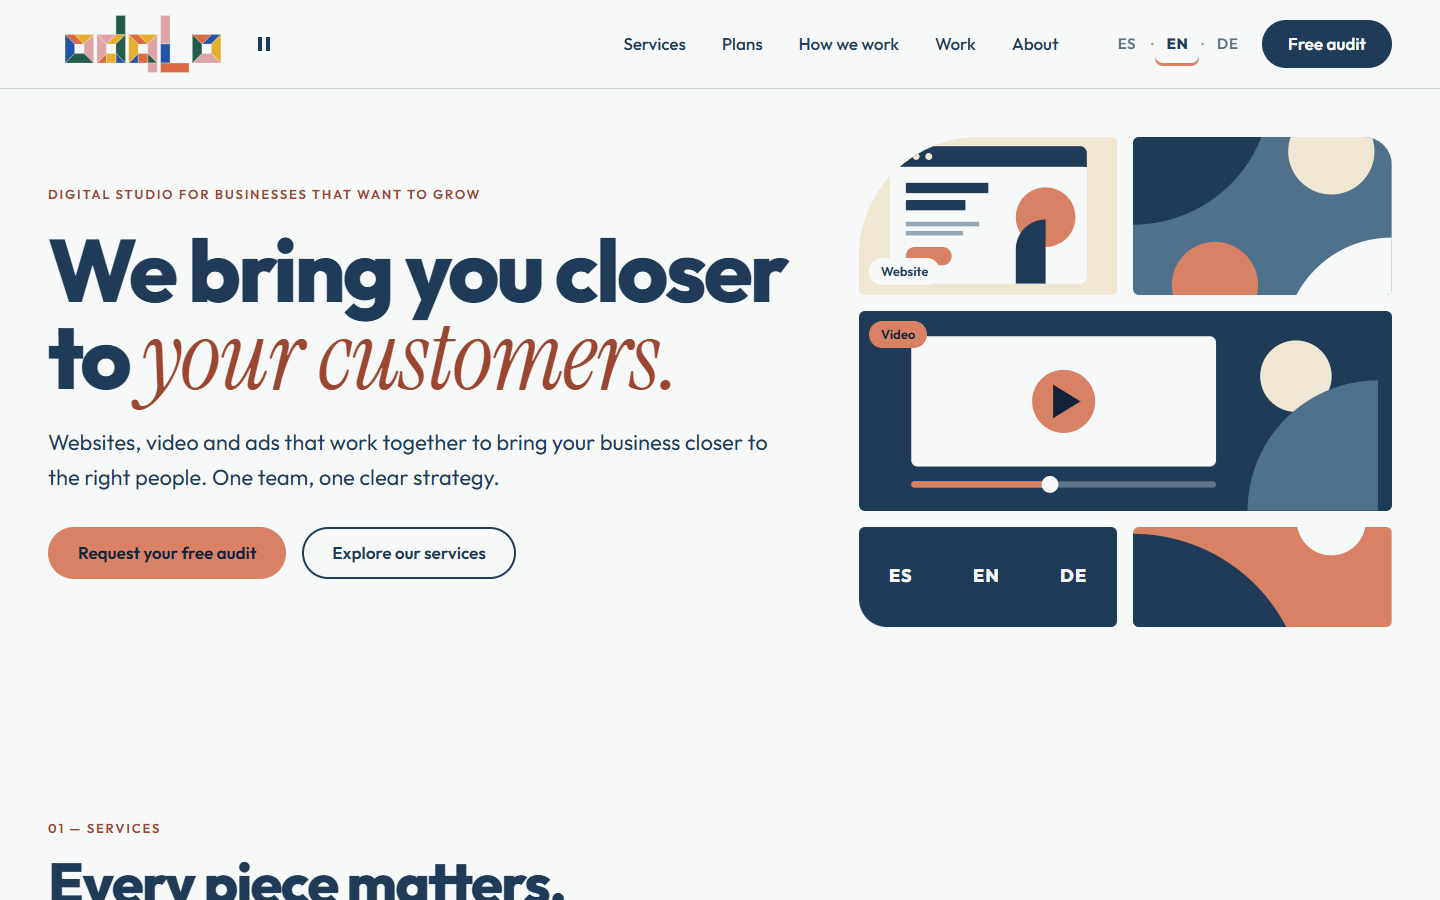 Services
Plans
How we work
Work
About
ES · EN · DE
Free audit
DIGITAL STUDIO FOR BUSINESSES THAT WANT TO GROW
We bring you closer
to your customers.
Websites, video and ads that work together to bring your business closer to
the right people. One team, one clear strategy.
Request your free audit
Explore our services
Website
Video
ES
EN
DE
01 — SERVICES
Every piece matters.